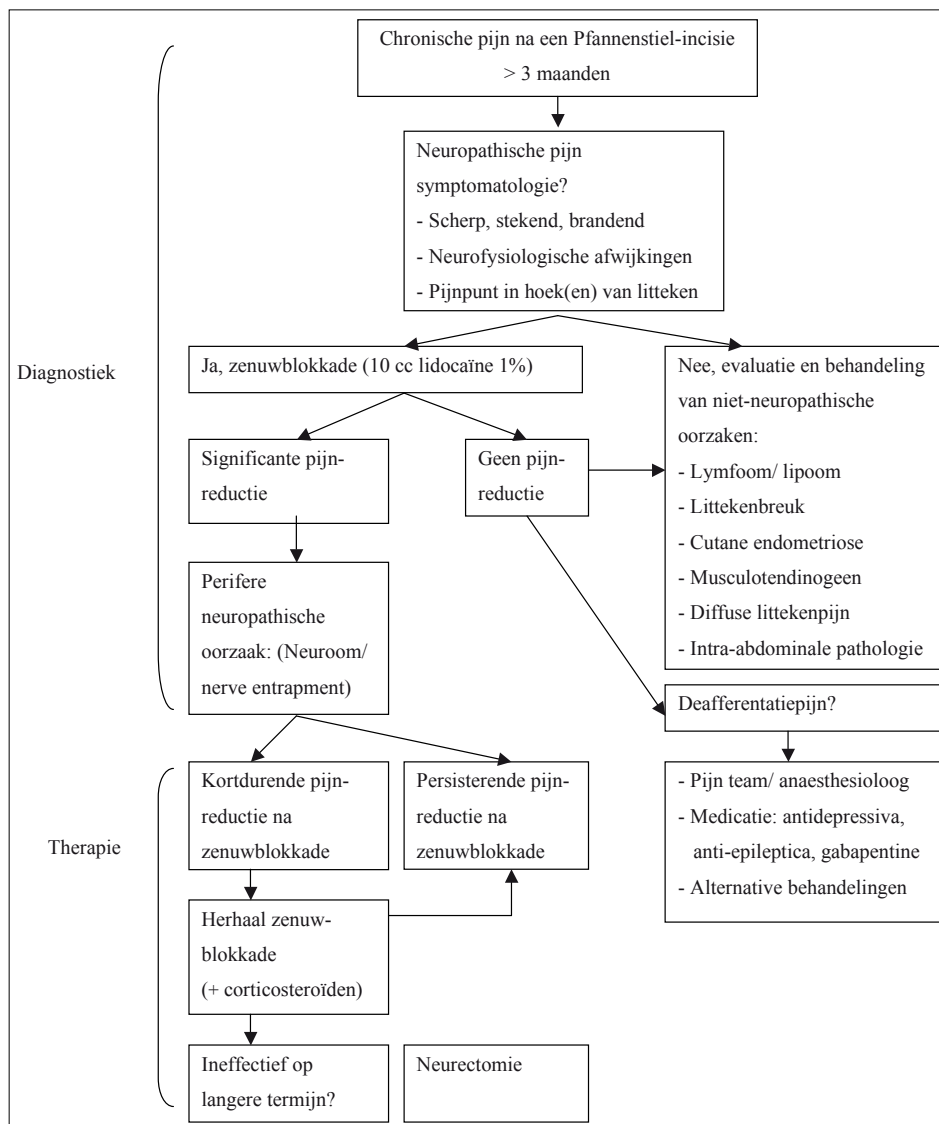 Chronische pijn na een Pfannenstiel-incisie
> 3 maanden
Neuropathische pijn
symptomatologie?
- Scherp, stekend, brandend
- Neurofysiologische afwijkingen
- Pijnpunt in hoek(en) van litteken
Diagnostiek
Ja, zenuwblokkade (10 cc lidocaïne 1%)
Nee, evaluatie en behandeling
van niet-neuropathische
oorzaken:
- Lymfoom/ lipoom
- Littekenbreuk
- Cutane endometriose
- Musculotendinogeen
- Diffuse littekenpijn
- Intra-abdominale pathologie
Significante pijn-
reductie
Geen pijn-
reductie
Perifere
neuropathische
oorzaak: (Neuroom/
nerve entrapment)
Deafferentatiepijn?
- Pijn team/ anaesthesioloog
- Medicatie: antidepressiva,
anti-epileptica, gabapentine
- Alternative behandelingen
Therapie
Kortdurende pijn-
reductie na
zenuwblokkade
Persisterende pijn-
reductie na
zenuwblokkade
Herhaal zenuw-
blokkade
(+ corticosteroïden)
Ineffectief op
langere termijn?
Neurectomie